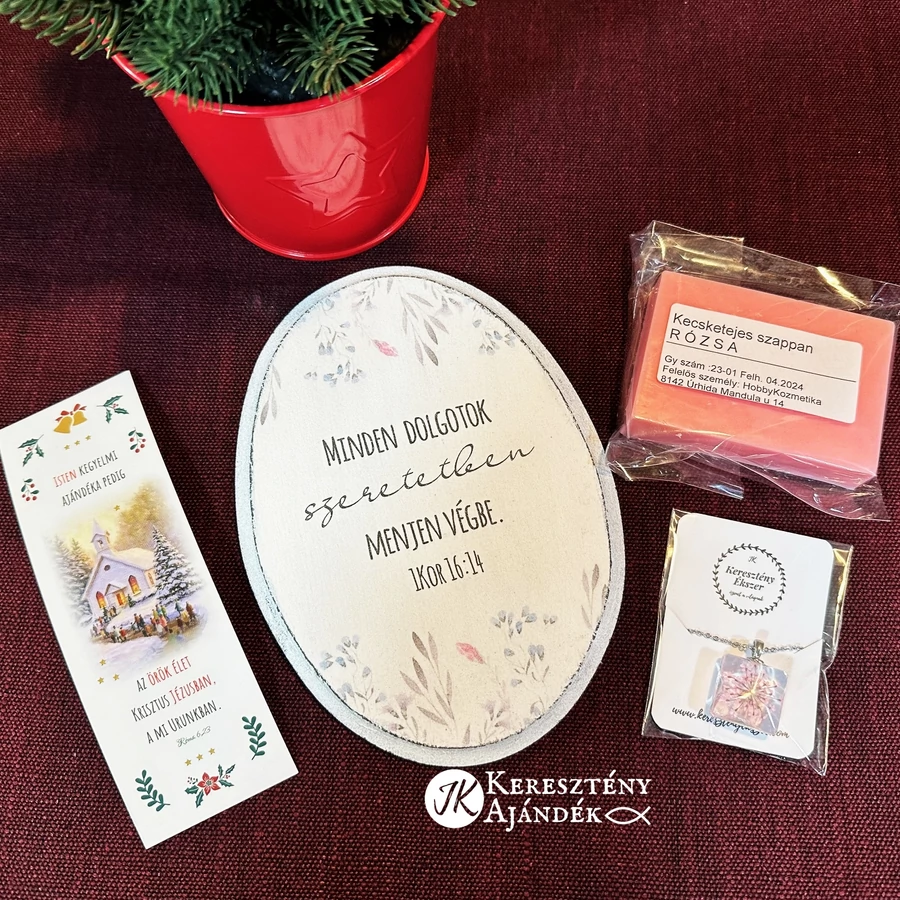 Isten kegyelmi
ajándéka pedig
az örök élet
Krisztus Jézusban,
a mi Urunkban.
Róma 6,23
Minden dolgotok
szeretetben
menjen végbe.
1Kor 16:14
Kecsketejes szappan
RÓZSA
Gy szám :23-01 Felh. 04.2024
Felelős személy: HobbyKozmetika
8142 Úrhida Mandula u 14
JK
Keresztény
Ékszer
JK Keresztény
Ajándék